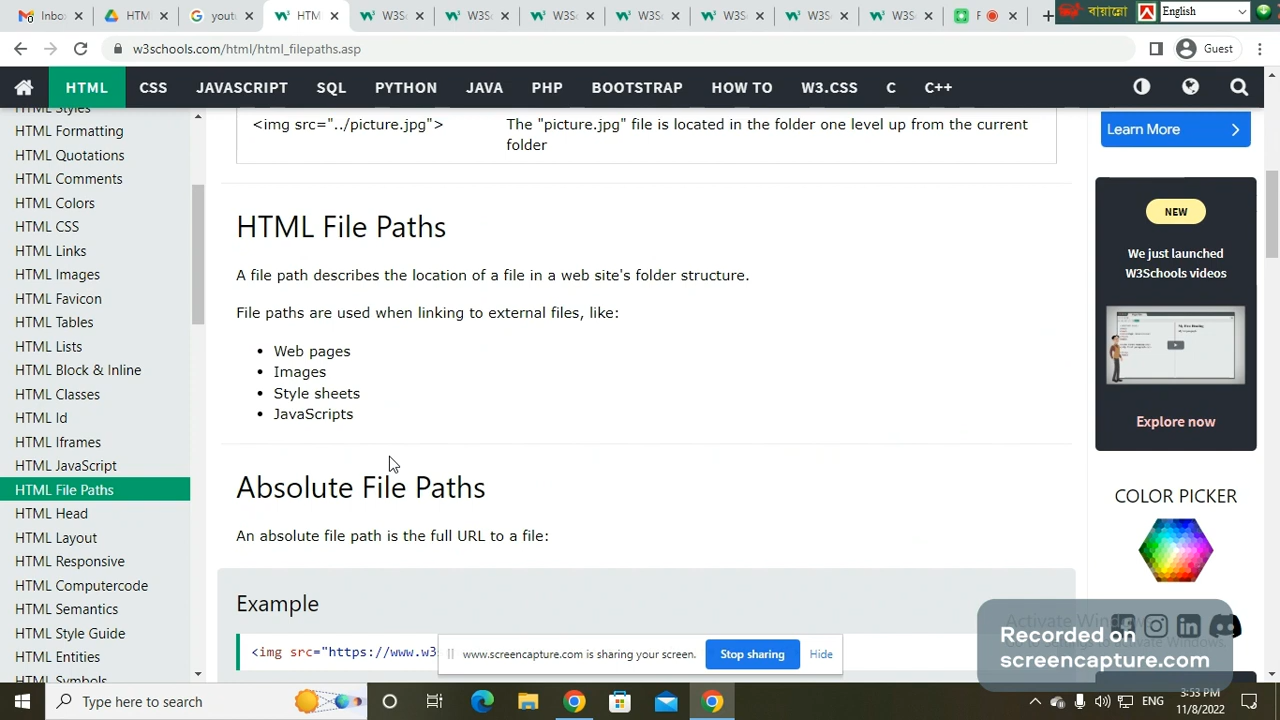 Inbo
HTM
yout
HTM
W3S
W3S
W3S
W3S
W3S
W3S
W3S
বায়ান্নো
English
w3schools.com/html/html_filepaths.asp
Guest
HTML
CSS
JAVASCRIPT
SQL
PYTHON
JAVA
PHP
BOOTSTRAP
HOW TO
W3.CSS
C
C++
HTML Styles
HTML Formatting
HTML Quotations
HTML Comments
HTML Colors
HTML CSS
HTML Links
HTML Images
HTML Favicon
HTML Tables
HTML Lists
HTML Block & Inline
HTML Classes
HTML Id
HTML Iframes
HTML JavaScript
HTML File Paths
HTML Head
HTML Layout
HTML Responsive
HTML Computercode
HTML Semantics
HTML Style Guide
HTML Entities
HTML Symbols
<img src="../picture.jpg">
The "picture.jpg" file is located in the folder one level up from the current
folder
HTML File Paths
A file path describes the location of a file in a web site's folder structure.
File paths are used when linking to external files, like:
Web pages
Images
Style sheets
JavaScripts
Absolute File Paths
An absolute file path is the full URL to a file:
Example
<img src="https://www.w3
Learn More
NEW
We just launched
W3Schools videos
Explore now
COLOR PICKER
Activate Windows
Go to Settings to activate Windows.
Recorded on
screencapture.com
www.screencapture.com is sharing your screen.
Stop sharing
Hide
Type here to search
ENG
3:53 PM
11/8/2022